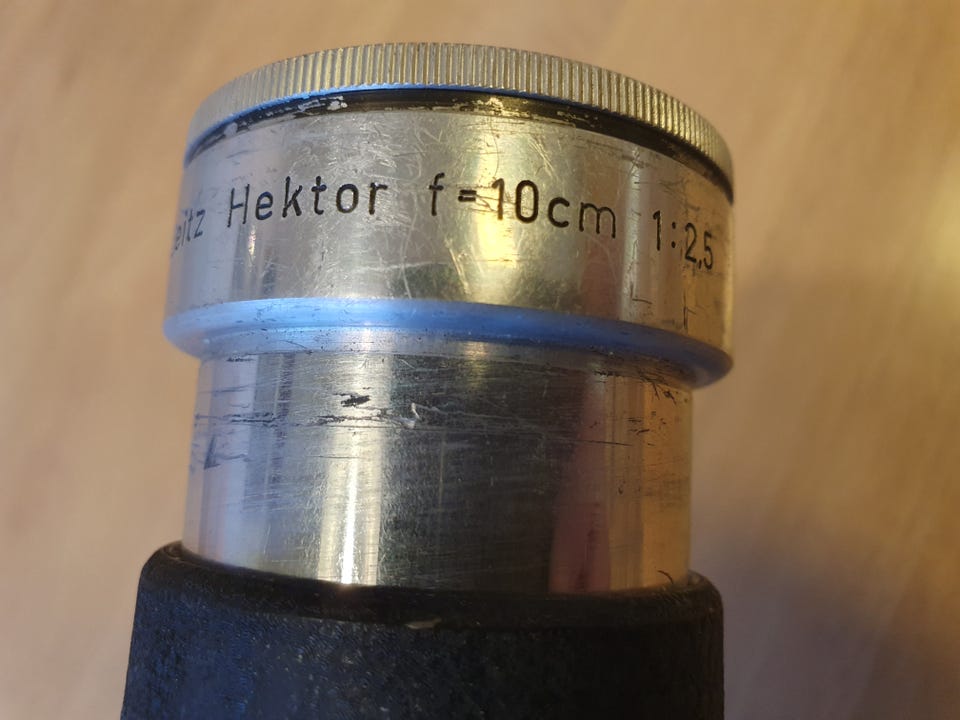 eitz Hektor f=10cm 1:2,5